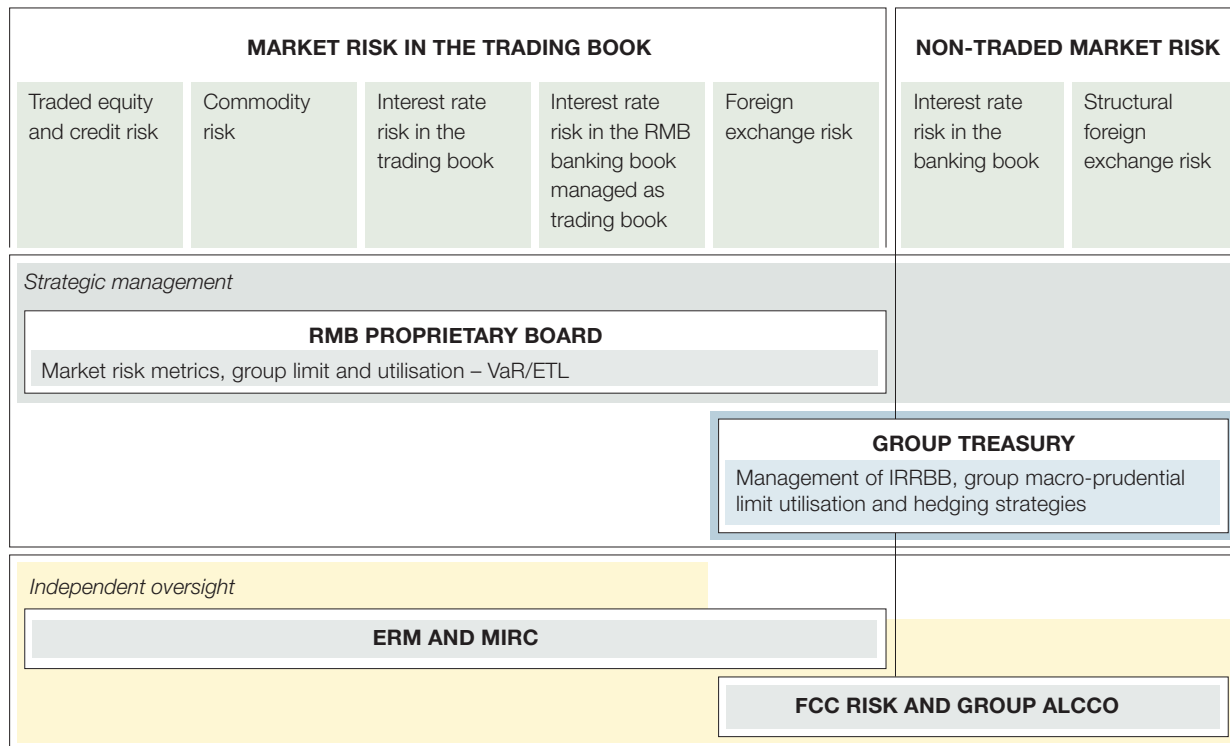 MARKET RISK IN THE TRADING BOOK
NON-TRADED MARKET RISK
Traded equity
and credit risk
Commodity
risk
Interest rate
risk in the
trading book
Interest rate
risk in the RMB
banking book
managed as
trading book
Foreign
exchange risk
Interest rate
risk in the
banking book
Structural
foreign
exchange risk
Strategic management
RMB PROPRIETARY BOARD
Market risk metrics, group limit and utilisation – VaR/ETL
GROUP TREASURY
Management of IRRBB, group macro-prudential
limit utilisation and hedging strategies
Independent oversight
ERM AND MIRC
FCC RISK AND GROUP ALCCO